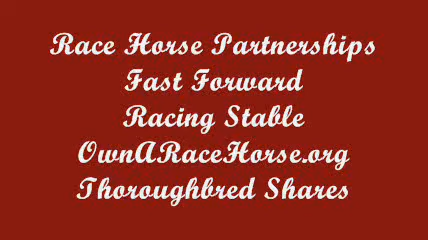 Race Horse Partnerships
Fast Forward
Racing Stable
OwnARaceHorse.org
Thoroughbred Shares